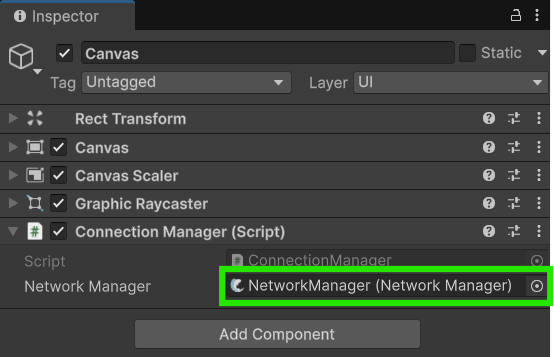 Inspector
Canvas
Static
Tag Untagged Layer UI
Rect Transform
Canvas
Canvas Scaler
Graphic Raycaster
# Connection Manager (Script)
Script # ConnectionManager
Network Manager NetworkManager (Network Manager)
Add Component